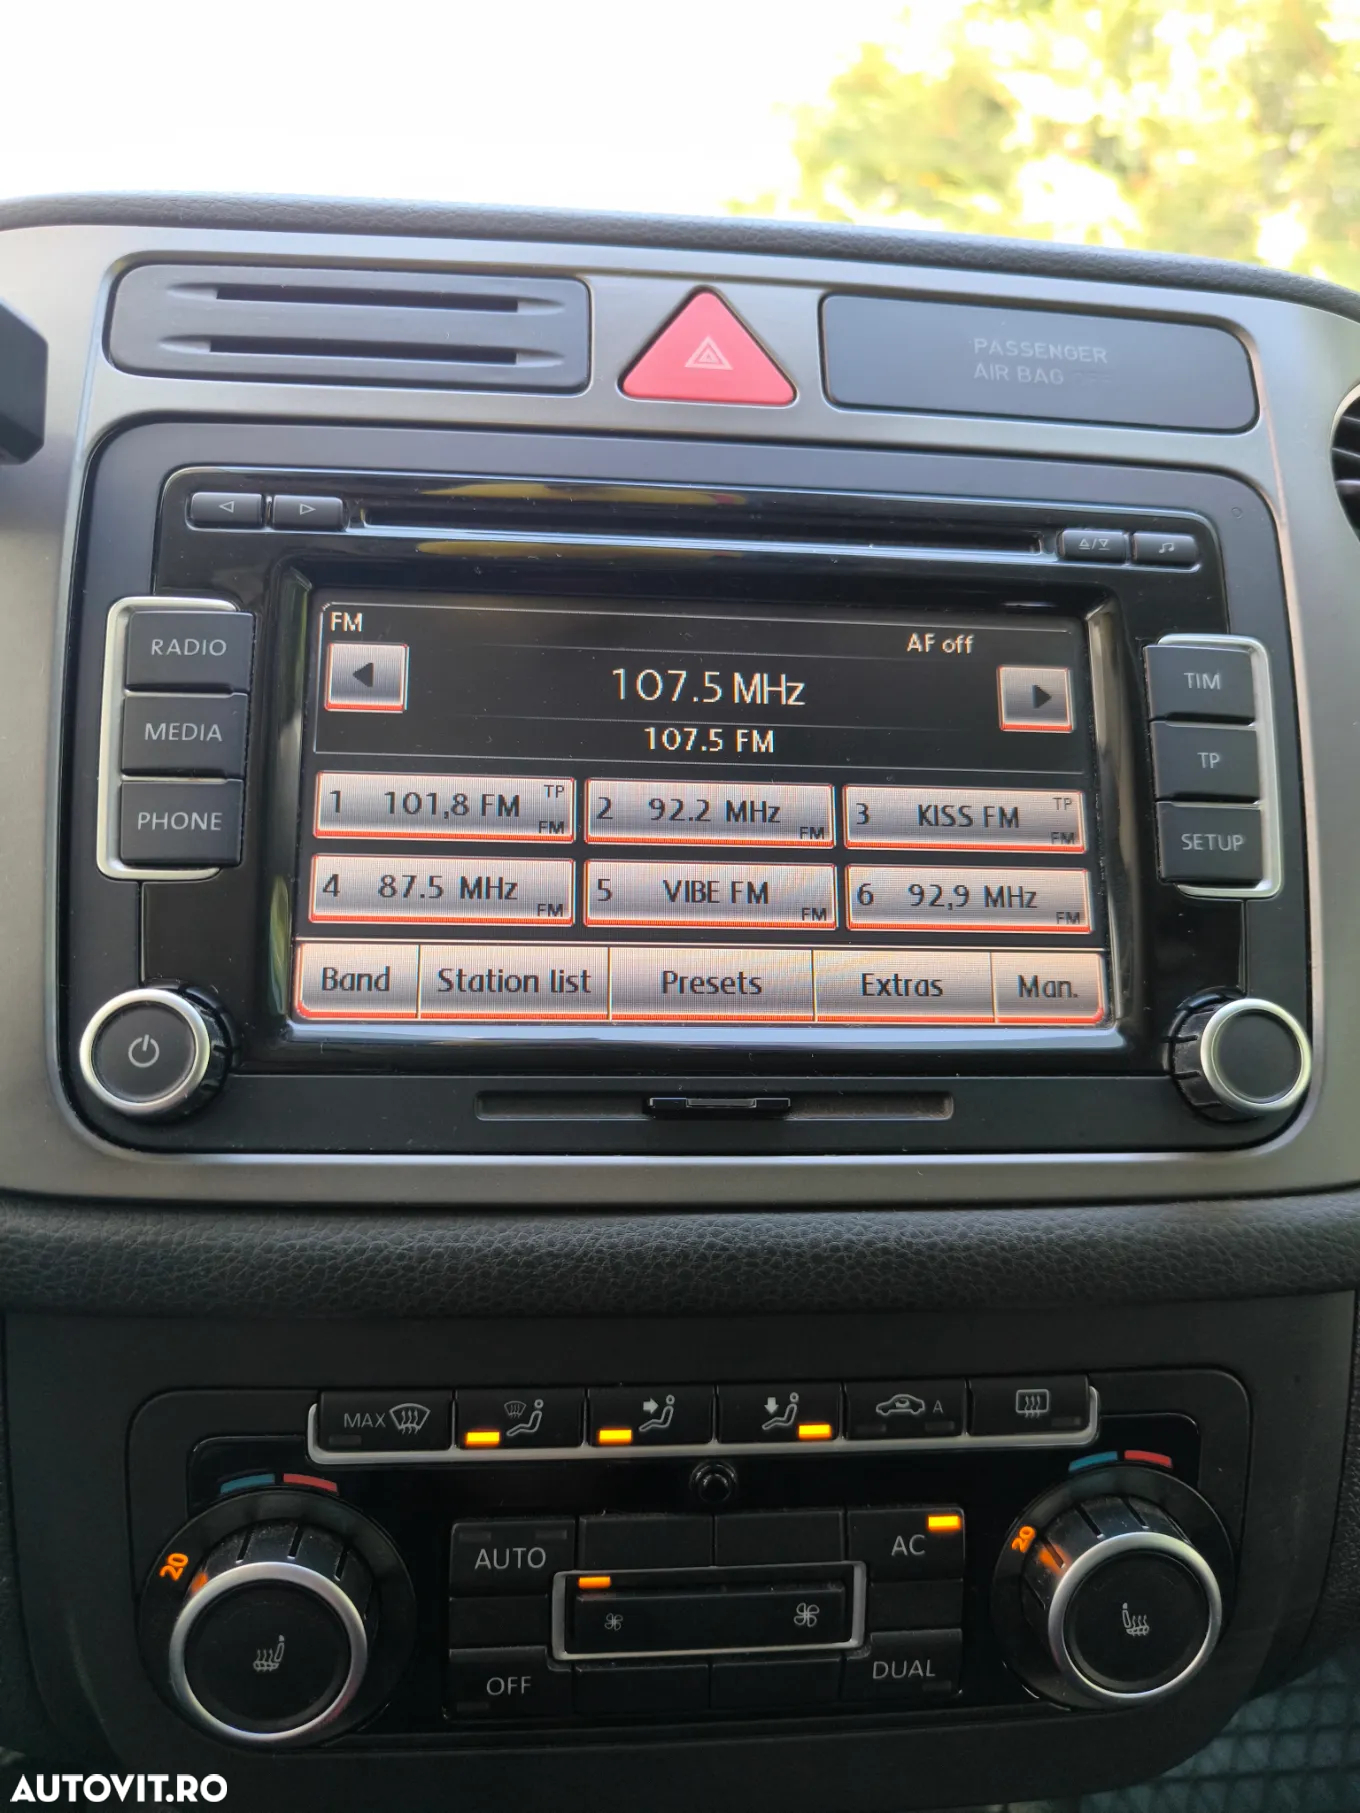 PASSENGER
AIR BAG
RADIO
MEDIA
PHONE
TIM
TP
SETUP
FM
AF off
107.5 MHz
107.5 FM
1 101,8 FM TP FM
2 92.2 MHz FM
3 KISS FM TP FM
4 87.5 MHz FM
5 VIBE FM FM
6 92,9 MHz FM
Band Station list Presets Extras Man.
MAX
A
20
AUTO
AC
20
OFF
DUAL
AUTOVIT.RO